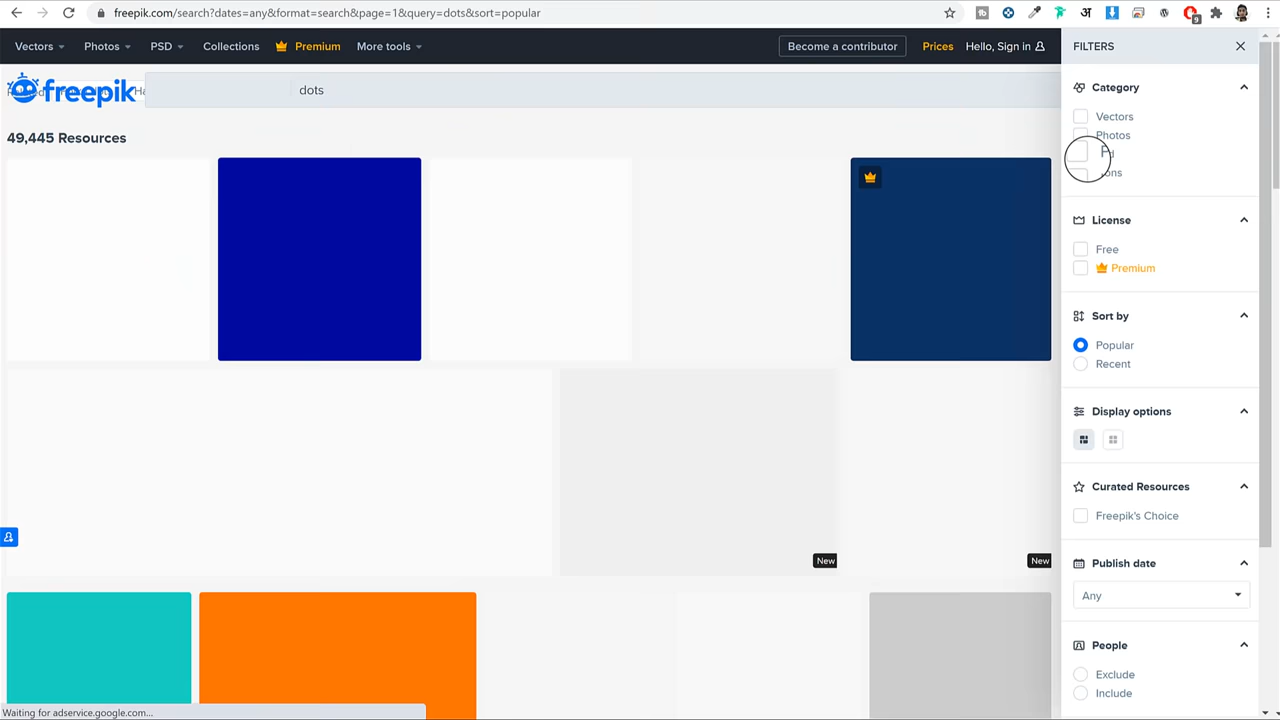 freepik.com/search?dates=any&format=search&page=1&query=dots&sort=popular
9
Vectors
Photos
PSD
Collections
Premium
More tools
Become a contributor
Prices
Hello, Sign in
freepik
dots
49,445 Resources
New
New
Waiting for adservice.google.com...
FILTERS
Category
Vectors
Photos
License
Free
Premium
Sort by
Popular
Recent
Display options
Curated Resources
Freepik's Choice
Publish date
Any
People
Exclude
Include